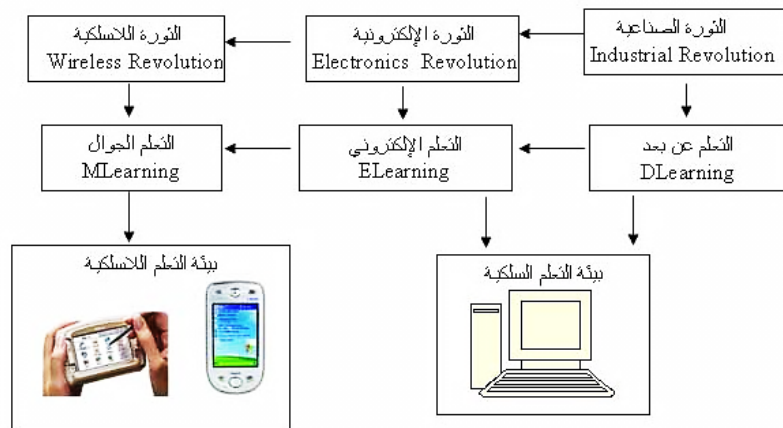 الثورة الصناعية
Industrial Revolution
الثورة الإلكترونية
Electronics Revolution
الثورة اللاسلكية
Wireless Revolution
التعلم عن بعد
DLearning
التعلم الإلكتروني
ELearning
التعلم الجوال
MLearning
بيئة التعلم السلكية
بيئة التعلم اللاسلكية